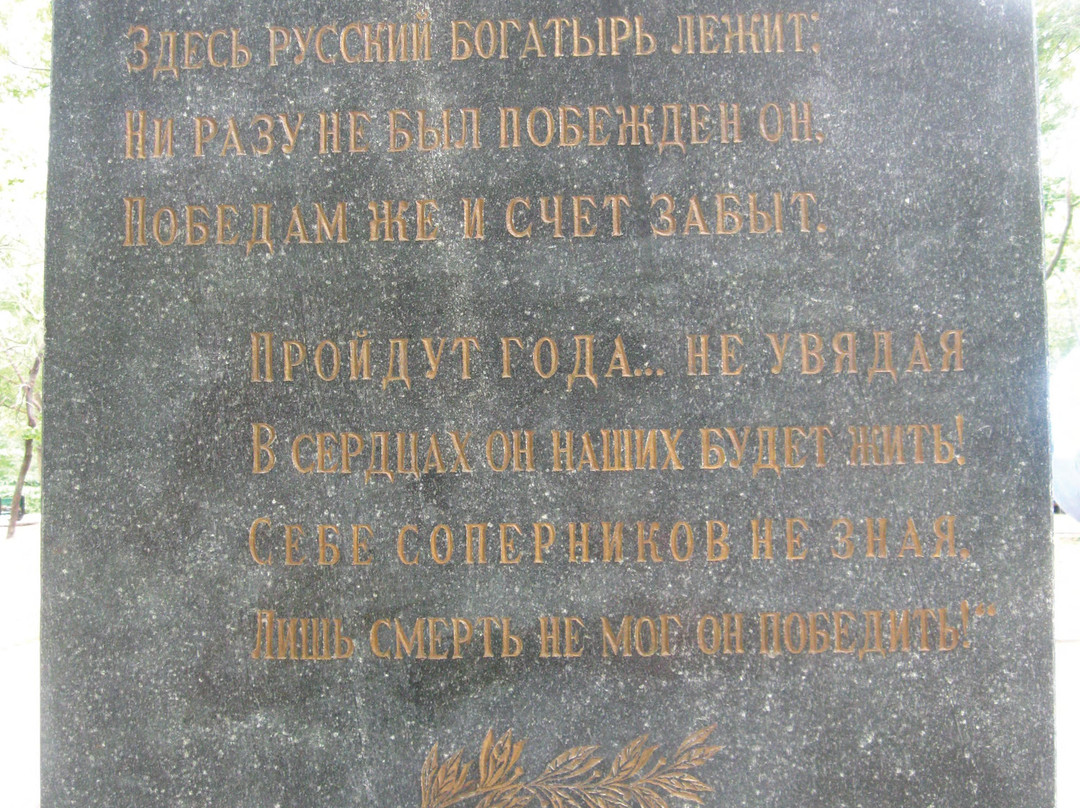 Здесь русский богатырь лежит;
Ни разу не был побежден он,
Победам же и счет забыт.
Пройдут года... не увядая
В сердцах он наших будет жить!
Себе соперников не зная,
Лишь смерть не мог он победить!“